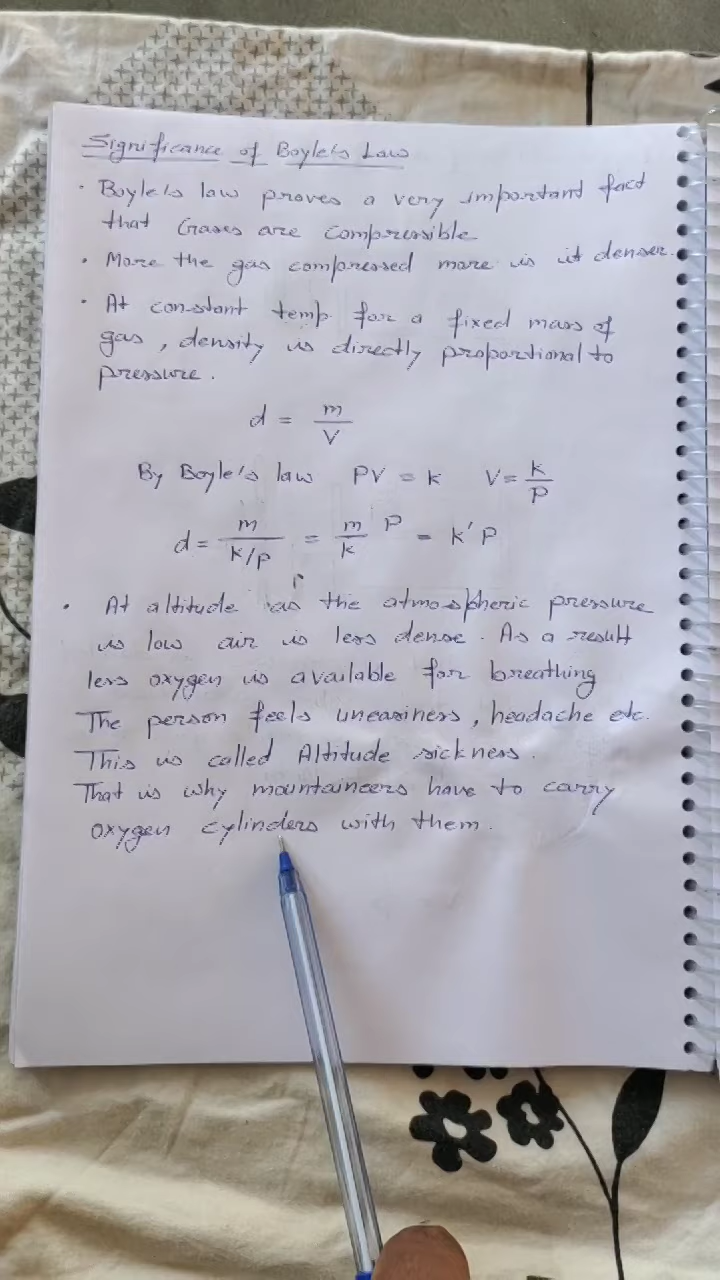 Significance of Boyle's Law
· Boyle's law proves a very important fact
that Gases are compressible
· More the gas compressed more is it denser.
· At constant temp for a fixed mass of
gas, density is directly proportional to
pressure.
d = m/V
By Boyle's law PV = k V = k/P
d = m/(k/P) = m/k P = k'P
· At altitude as the atmospheric pressure
is low air is less dense. As a result
less oxygen is available for breathing
The person feels uneasiness, headache etc.
This is called Altitude sickness.
That is why mountaineers have to carry
oxygen cylinders with them.